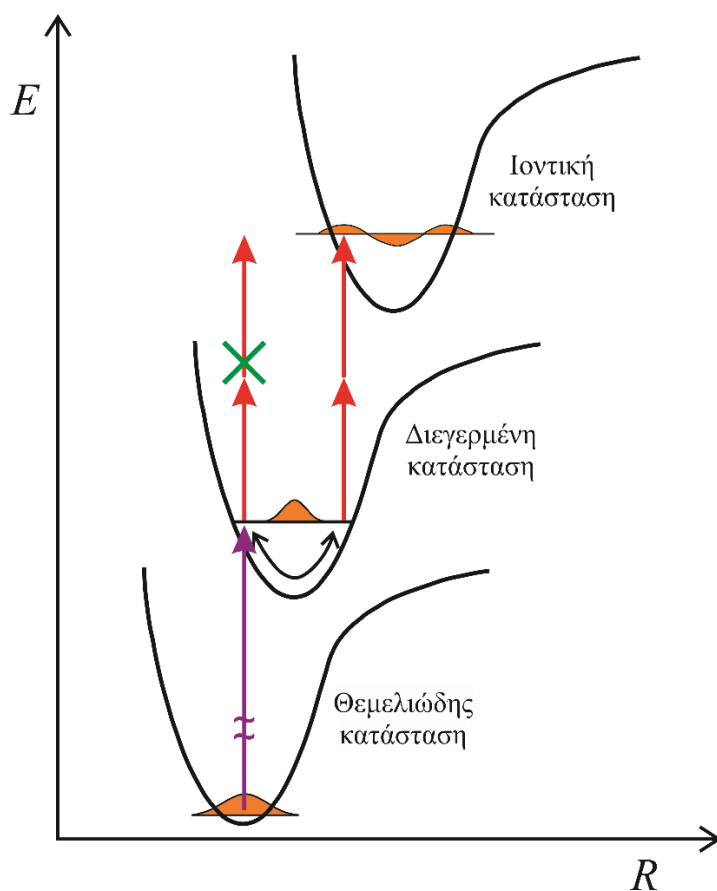 E
Ιοντική
κατάσταση
Διεγερμένη
κατάσταση
Θεμελιώδης
κατάσταση
R